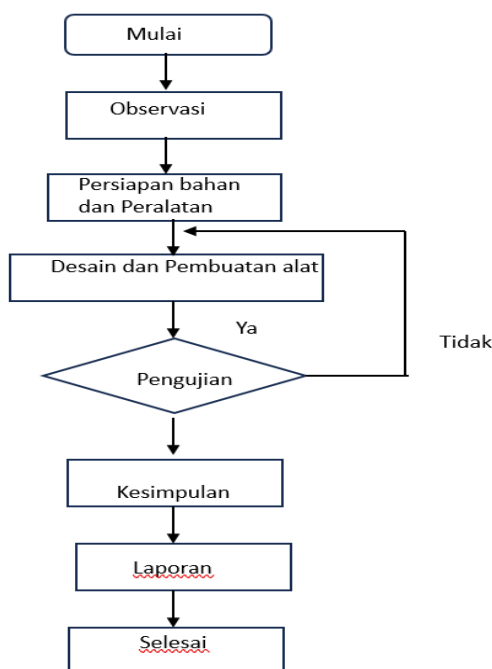 Mulai
Observasi
Persiapan bahan
dan Peralatan
Desain dan Pembuatan alat
Ya
Tidak
Pengujian
Kesimpulan
Laporan
Selesai